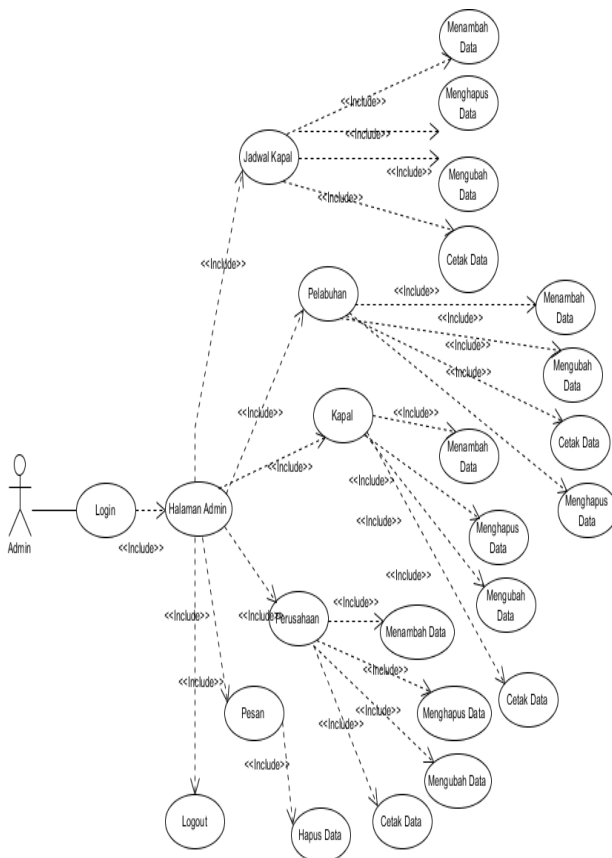 Menambah
Data
<<Include>>
Menghapus
Data
<<Include>>
Jadwal Kapal
<<Include>>
Mengubah
Data
<<Include>>
Cetak Data
<<Include>>
Pelabuhan
<<Include>>
Menambah
Data
<<Include>>
<<Include>>
Mengubah
Data
<<Include>>
Cetak Data
<<Include>>
Menghapus
Data
Kapal
<<Include>>
Menambah
Data
<<Include>>
<<Include>>
<<Include>>
Menghapus
Data
<<Include>>
Mengubah
Data
<<Include>>
Cetak Data
Admin
Login
<<Include>>
Halaman Admin
<<Include>>
Perusahaan
<<Include>>
Menambah Data
<<Include>>
Menghapus Data
<<Include>>
Mengubah Data
<<Include>>
Cetak Data
<<Include>>
<<Include>>
Pesan
<<Include>>
Hapus Data
Logout